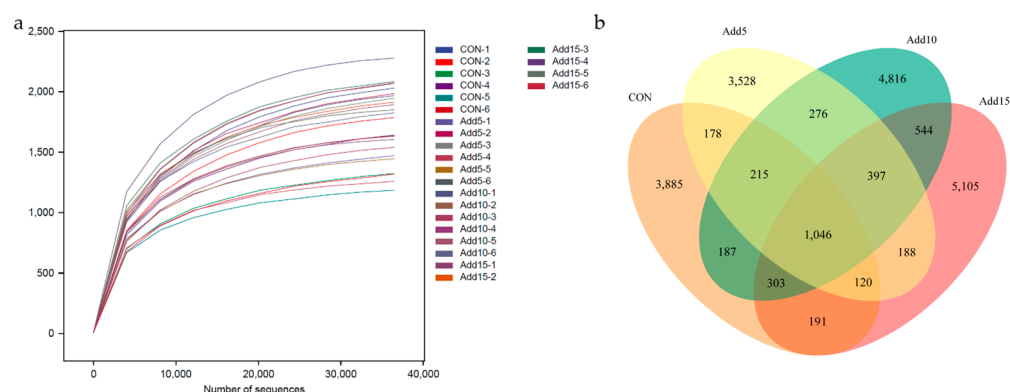 a
2,500
2,000
1,500
1,000
500
0
0 10,000 20,000 30,000 40,000
Number of sequences
CON-1
CON-2
CON-3
CON-4
CON-5
CON-6
Add5-1
Add5-2
Add5-3
Add5-4
Add5-5
Add5-6
Add10-1
Add10-2
Add10-3
Add10-4
Add10-5
Add10-6
Add15-1
Add15-2
Add15-3
Add15-4
Add15-5
Add15-6
b
Add5
Add10
CON
Add15
3,528
4,816
276
178
544
215
397
3,885
5,105
1,046
187
188
303
120
191